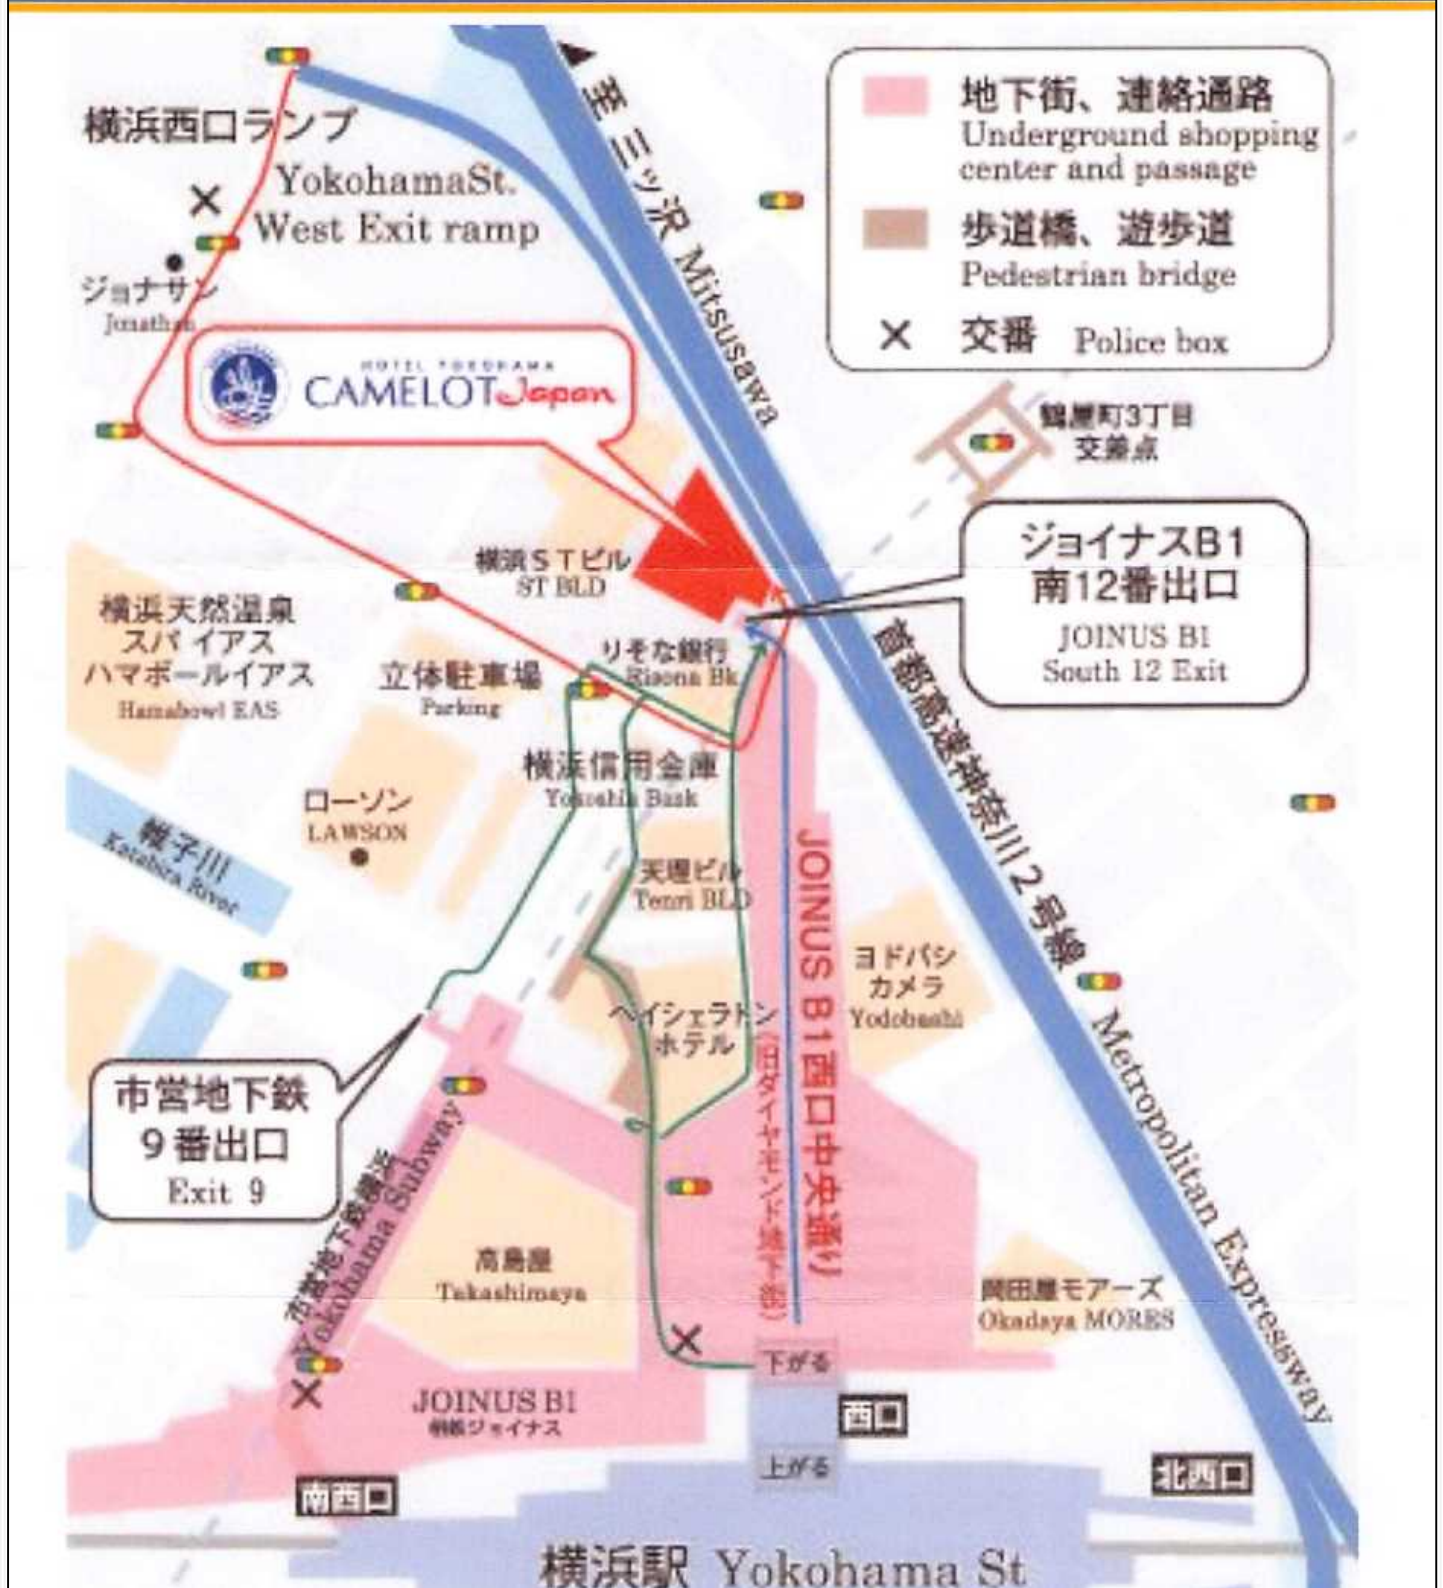 地下街、連絡通路
Underground shopping
center and passage
歩道橋、遊歩道
Pedestrian bridge
× 交番 Police box
至 三ッ沢 Mitsusawa
横浜西口ランプ
YokohamaSt.
West Exit ramp
ジョナサン
Jonathan
HOTEL YOKOHAMA
CAMELOT Japan
鶴屋町3丁目
交差点
ジョイナスB1
南12番出口
JOINUS B1
South 12 Exit
横浜STビル
ST BLD
横浜天然温泉
スパ イアス
ハマボールイアス
Hamabowl EAS
立体駐車場
Parking
りそな銀行
Risona Bk
横浜信用金庫
Yokoshin Bank
ローソン
LAWSON
帷子川
Katabira River
天理ビル
Tenri BLD
首都高速神奈川2号線 Metropolitan Expressway
ヨドバシ
カメラ
Yodobashi
ベイシェラトン
ホテル
JOINUS B1西口中央通り
(旧ダイヤモンド地下街)
市営地下鉄
9番出口
Exit 9
市営地下鉄横浜
Yokohama Subway
高島屋
Takashimaya
岡田屋モアーズ
Okadaya MORES
下がる
JOINUS B1
相鉄ジョイナス
西口
上がる
北西口
南西口
横浜駅 Yokohama St